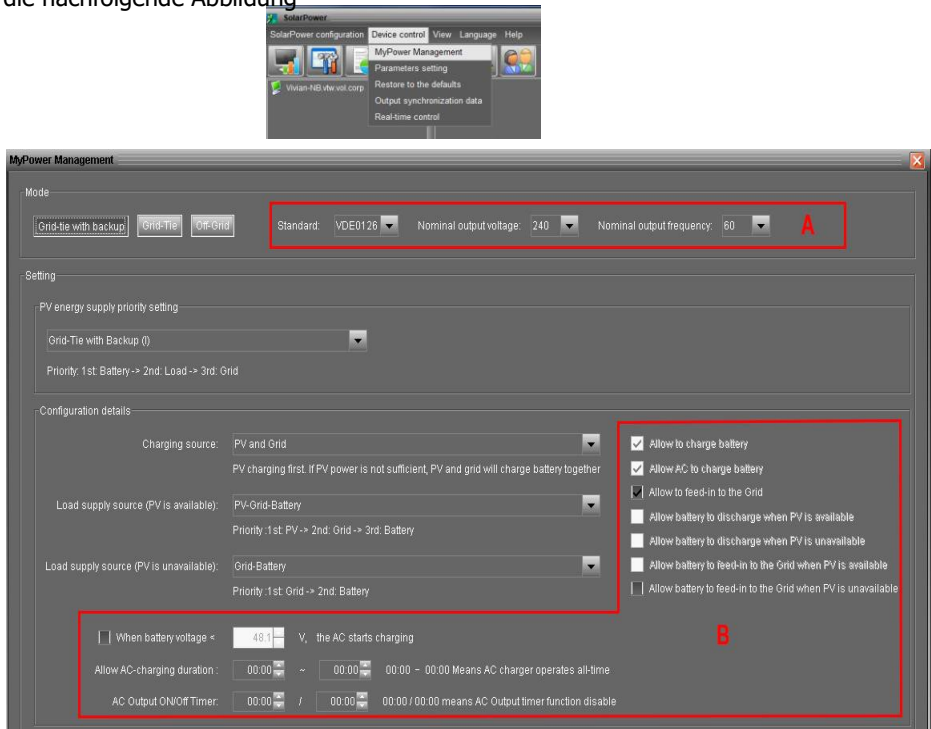 die nachfolgende Abbildung
SolarPower
SolarPower configuration Device control View Language Help
MyPower Management
Parameters setting
Restore to the defaults
Output synchronization data
Real-time control
Vivian-NB.vtw.vol.corp
MyPower Management
Mode
Grid-tie with backup Grid-Tie Off-Grid Standard: VDE0126 Nominal output voltage: 240 Nominal output frequency: 60 A
Setting
PV energy supply priority setting
Grid-Tie with Backup (I)
Priority: 1st: Battery -> 2nd: Load -> 3rd: Grid
Configuration details
Charging source: PV and Grid
PV charging first. If PV power is not sufficient, PV and grid will charge battery together
Load supply source (PV is available): PV-Grid-Battery
Priority :1st: PV -> 2nd: Grid -> 3rd: Battery
Load supply source (PV is unavailable): Grid-Battery
Priority :1st: Grid -> 2nd: Battery
Allow to charge battery
Allow AC to charge battery
Allow to feed-in to the Grid
Allow battery to discharge when PV is available
Allow battery to discharge when PV is unavailable
Allow battery to feed-in to the Grid when PV is available
Allow battery to feed-in to the Grid when PV is unavailable
B
When battery voltage < 48.1 V, the AC starts charging
Allow AC-charging duration : 00:00 ~ 00:00 00:00 ~ 00:00 Means AC charger operates all-time
AC Output ON/Off Timer: 00:00 / 00:00 00:00 / 00:00 means AC Output timer function disable